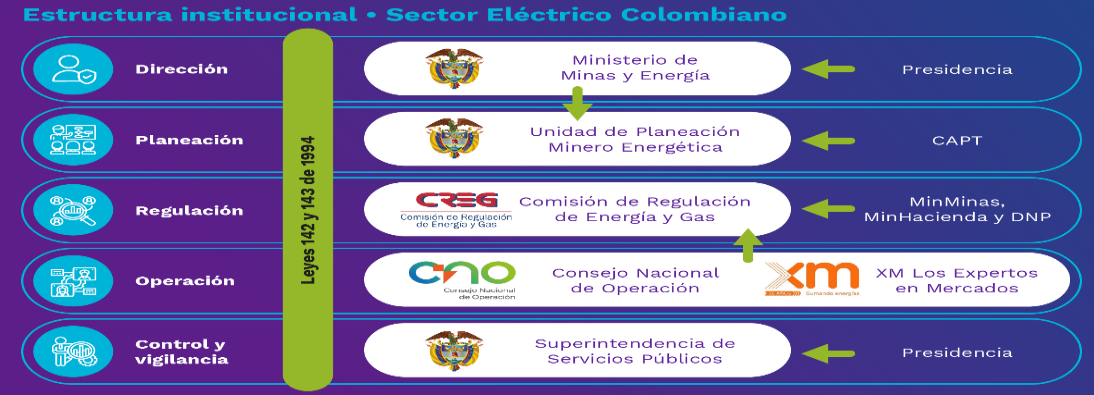 Estructura institucional • Sector Eléctrico Colombiano
Dirección
Ministerio de
Minas y Energía
Presidencia
Planeación
Unidad de Planeación
Minero Energética
CAPT
Leyes 142 y 143 de 1994
Regulación
CREG
Comisión de Regulación
de Energía y Gas
Comisión de Regulación
de Energía y Gas
MinMinas,
MinHacienda y DNP
Operación
cno
Consejo Nacional
de Operación
Consejo Nacional
de Operación
xm
sumando energías
XM Los Expertos
en Mercados
Control y
vigilancia
Superintendencia de
Servicios Públicos
Presidencia